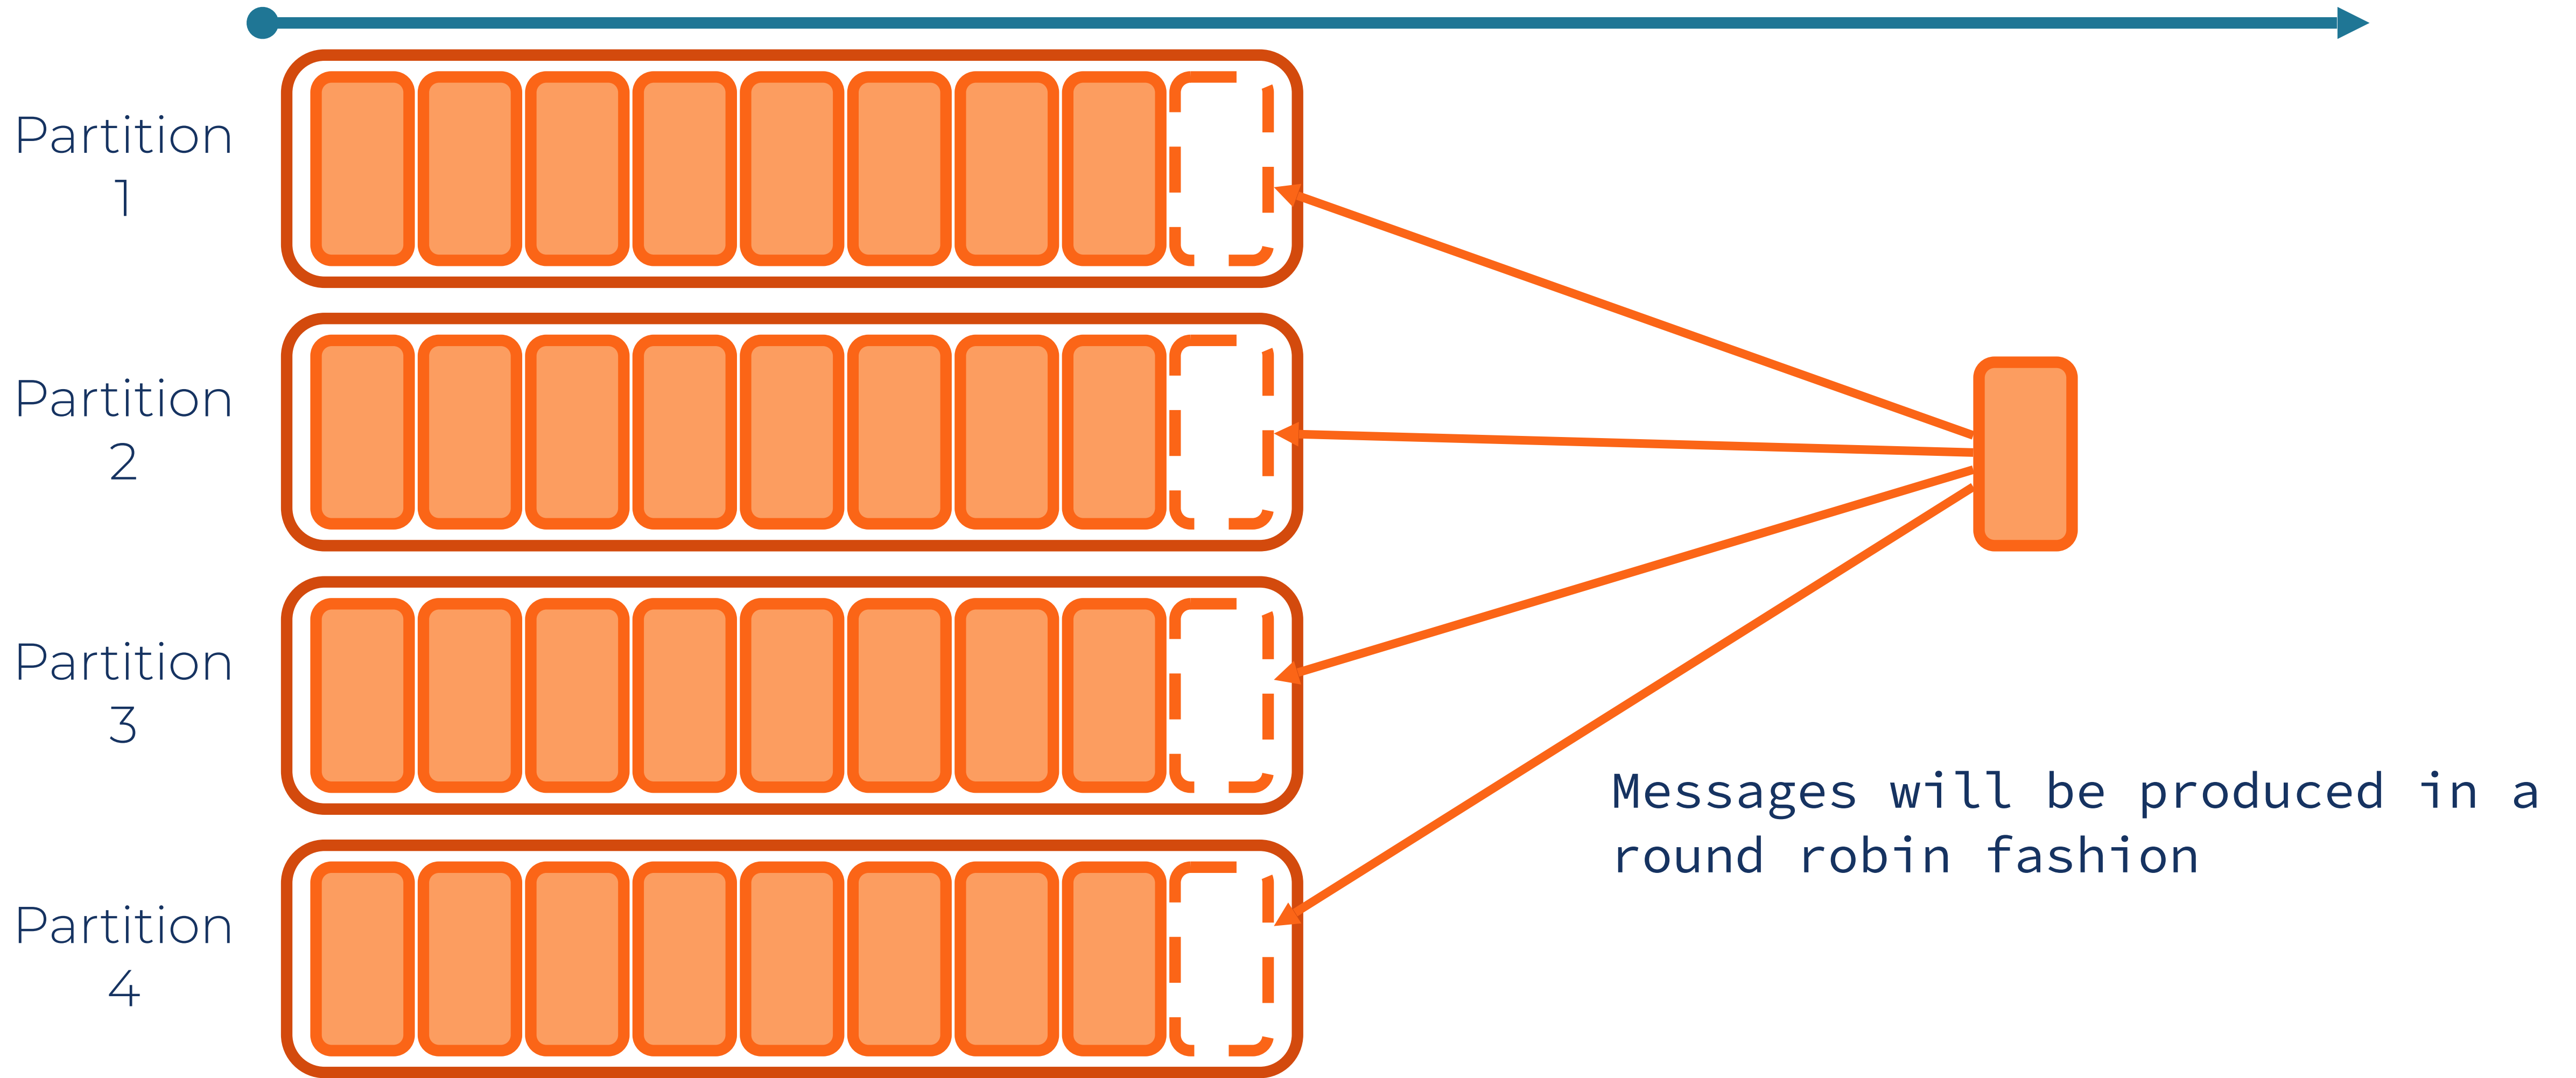 Partition
1
Partition
2
Partition
3
Partition
4
Messages will be produced in a
round robin fashion